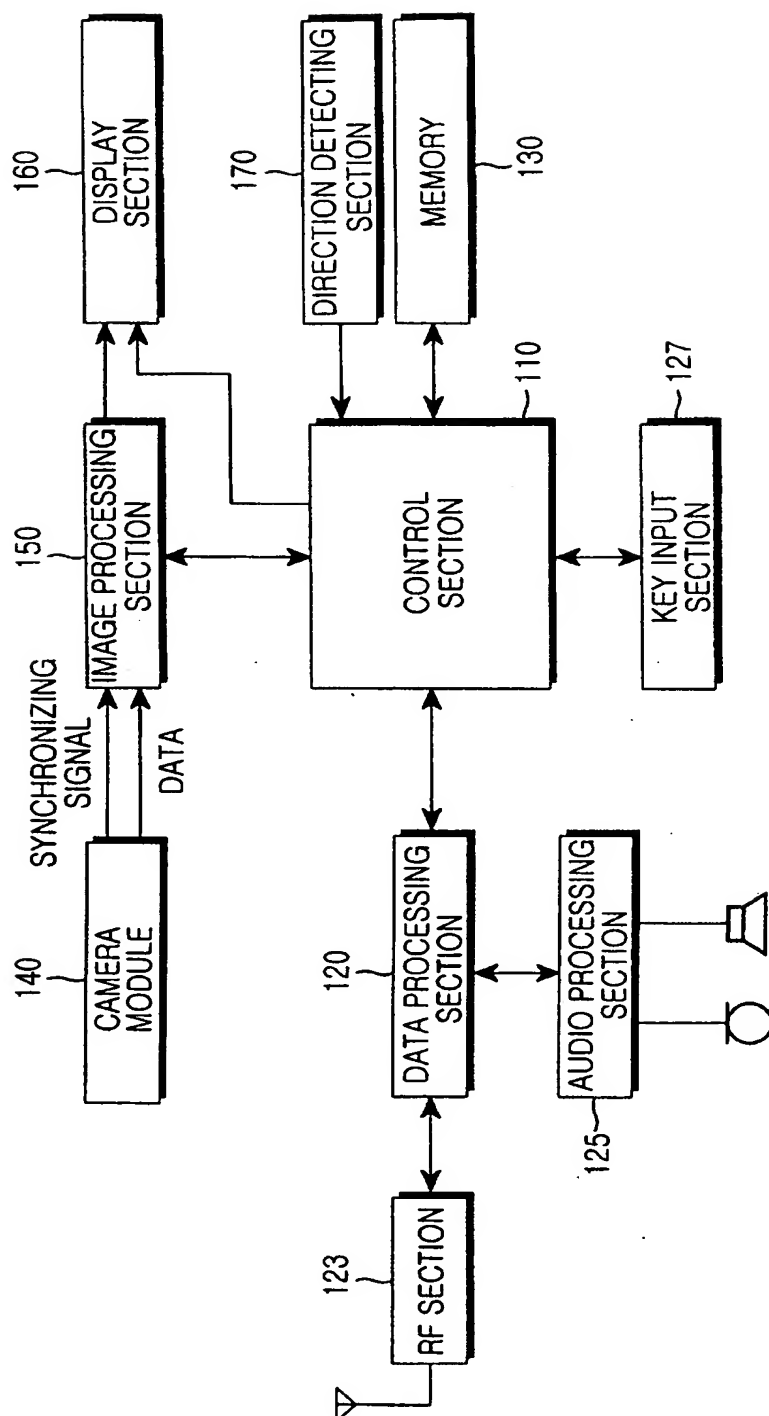 160
DISPLAY
SECTION
170
DIRECTION DETECTING
SECTION
MEMORY
130
150
IMAGE PROCESSING
SECTION
110
CONTROL
SECTION
127
KEY INPUT
SECTION
SYNCHRONIZING
SIGNAL
DATA
140
CAMERA
MODULE
120
DATA PROCESSING
SECTION
AUDIO PROCESSING
SECTION
125
123
RF SECTION